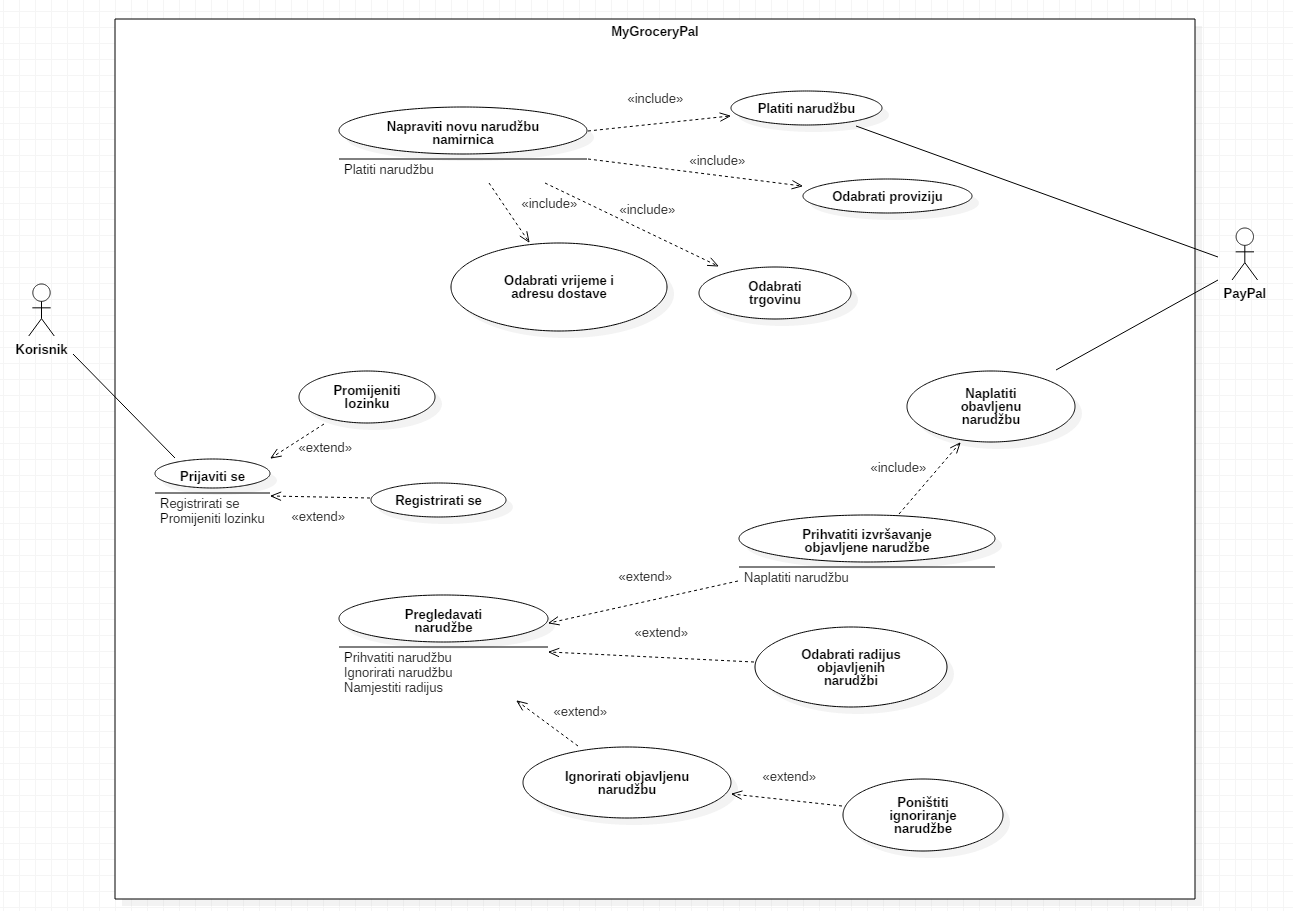 MyGroceryPal
«include»
Platiti narudžbu
Napraviti novu narudžbu
namirnica
Platiti narudžbu
«include»
Odabrati proviziju
«include»
«include»
Odabrati vrijeme i
adresu dostave
Odabrati
trgovinu
PayPal
Korisnik
Promijeniti
lozinku
«extend»
Prijaviti se
Registrirati se
Promijeniti lozinku
«extend»
Registrirati se
Naplatiti
obavljenu
narudžbu
«include»
Prihvatiti izvršavanje
objavljene narudžbe
Naplatiti narudžbu
«extend»
Pregledavati
narudžbe
Prihvatiti narudžbu
Ignorirati narudžbu
Namjestiti radijus
«extend»
Odabrati radijus
objavljenih
narudžbi
«extend»
Ignorirati objavljenu
narudžbu
«extend»
Poništiti
ignoriranje
narudžbe